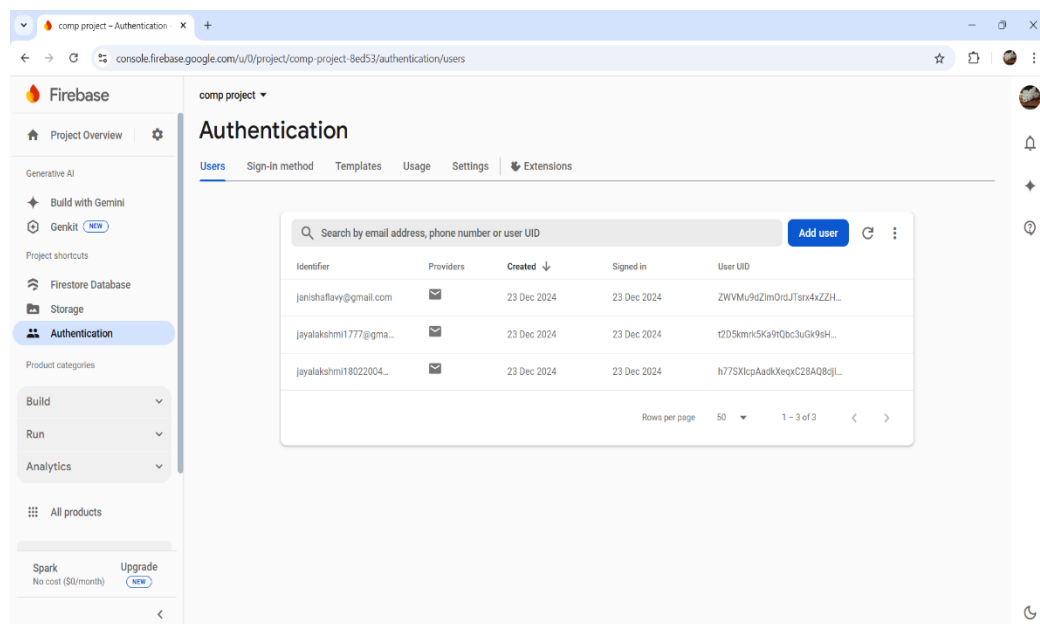 comp project – Authentication
console.firebase.google.com/u/0/project/comp-project-8ed53/authentication/users
Firebase
Project Overview
Generative AI
Build with Gemini
Genkit NEW
Project shortcuts
Firestore Database
Storage
Authentication
Product categories
Build
Run
Analytics
All products
Spark
No cost ($0/month)
Upgrade
NEW
comp project
Authentication
Users Sign-in method Templates Usage Settings Extensions
Search by email address, phone number or user UID Add user
Identifier Providers Created Signed in User UID
janishaflavy@gmail.com 23 Dec 2024 23 Dec 2024
jayalakshmi1777@gma... 23 Dec 2024 23 Dec 2024 t2D5kmrk5Ka9tQbc3uGk9sH...
jayalakshmi18022004... 23 Dec 2024 23 Dec 2024
Rows per page 50 1 – 3 of 3